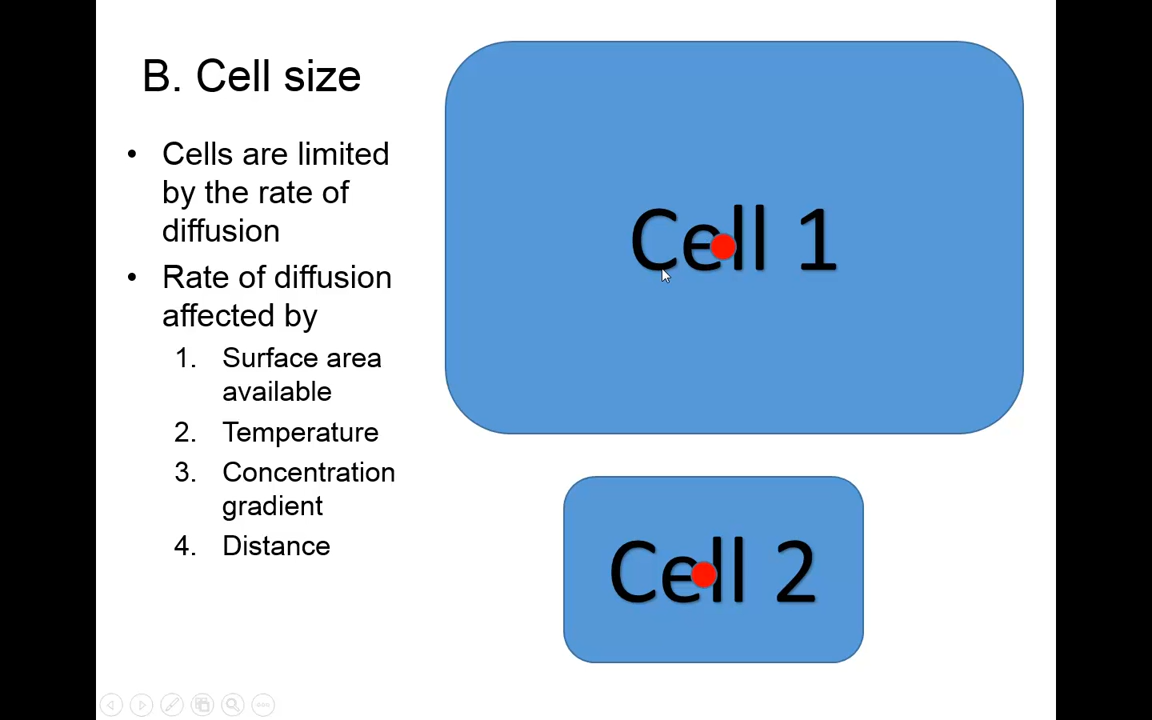 B. Cell size
• Cells are limited
by the rate of
diffusion
• Rate of diffusion
affected by
1. Surface area
available
2. Temperature
3. Concentration
gradient
4. Distance
Cell 1
Cell 2